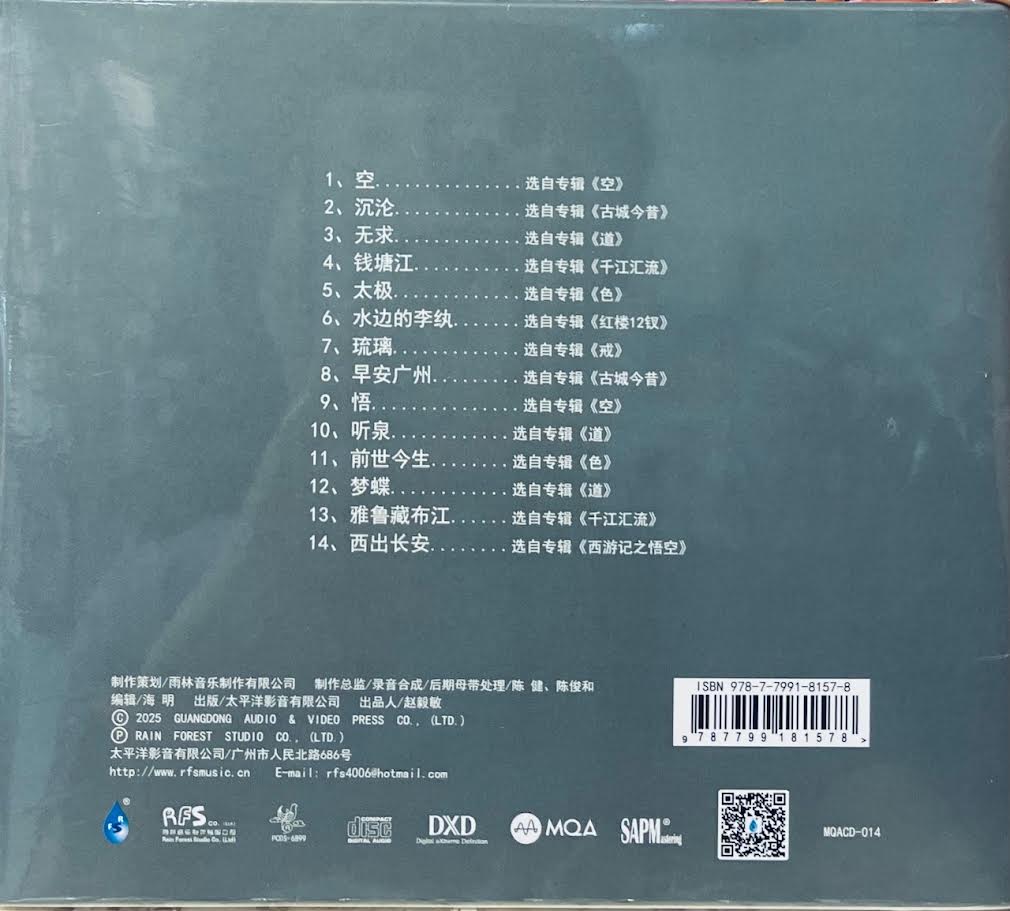 1、空...............选自专辑《空》
2、沉沦.............选自专辑《古城今昔》
3、无求.............选自专辑《道》
4、钱塘江...........选自专辑《千江汇流》
5、太极.............选自专辑《色》
6、水边的李纨.......选自专辑《红楼12钗》
7、琉璃.............选自专辑《戒》
8、早安广州.........选自专辑《古城今昔》
9、悟...............选自专辑《空》
10、听泉............选自专辑《道》
11、前世今生........选自专辑《色》
12、梦蝶............选自专辑《道》
13、雅鲁藏布江......选自专辑《千江汇流》
14、西出长安........选自专辑《西游记之悟空》
制作策划/雨林音乐制作有限公司 制作总监/录音合成/后期母带处理/陈 健、陈俊和
编辑/海 明 出版/太平洋影音有限公司 出品人/赵毅敏
Ⓒ 2025 GUANGDONG AUDIO & VIDEO PRESS CO., (LTD.)
Ⓟ RAIN FOREST STUDIO CO., (LTD.)
太平洋影音有限公司/广州市人民北路686号
http://www.rfsmusic.cn E-mail: rfs4006@hotmail.com
ISBN 978-7-7991-8157-8
9 787799 181578 >
RFS CO. (Ltd.)
Rain Forest Studio Co. (Ltd)
PCDS-6899
COMPACT
disc
DIGITAL AUDIO
DXD
Digital eXtreme Definition
MQA
SAPM®astering
MQACD-014